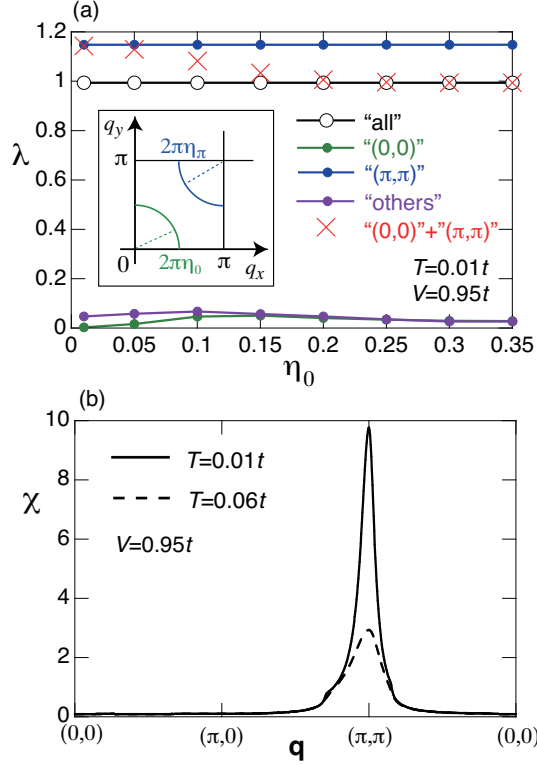 (a)
1.2
1
0.8
0.6
0.4
0.2
0
λ
q_y
π
2πη_π
0
2πη_0
π
q_x
"all"
"(0,0)"
"(π,π)"
"others"
"(0,0)"+"(π,π)"
T=0.01t
V=0.95t
0 0.05 0.1 0.15 0.2 0.25 0.3 0.35
η_0
(b)
10
8
6
4
2
0
χ
T=0.01t
T=0.06t
V=0.95t
(0,0) (π,0) (π,π) (0,0)
q